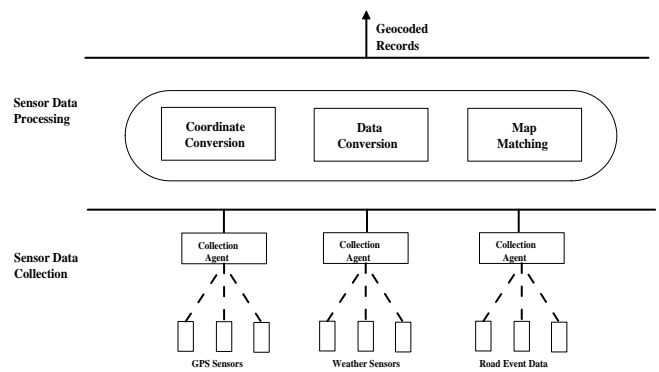 Geocoded
Records
Sensor Data
Processing
Coordinate
Conversion
Data
Conversion
Map
Matching
Sensor Data
Collection
Collection
Agent
Collection
Agent
Collection
Agent
GPS Sensors
Weather Sensors
Road Event Data